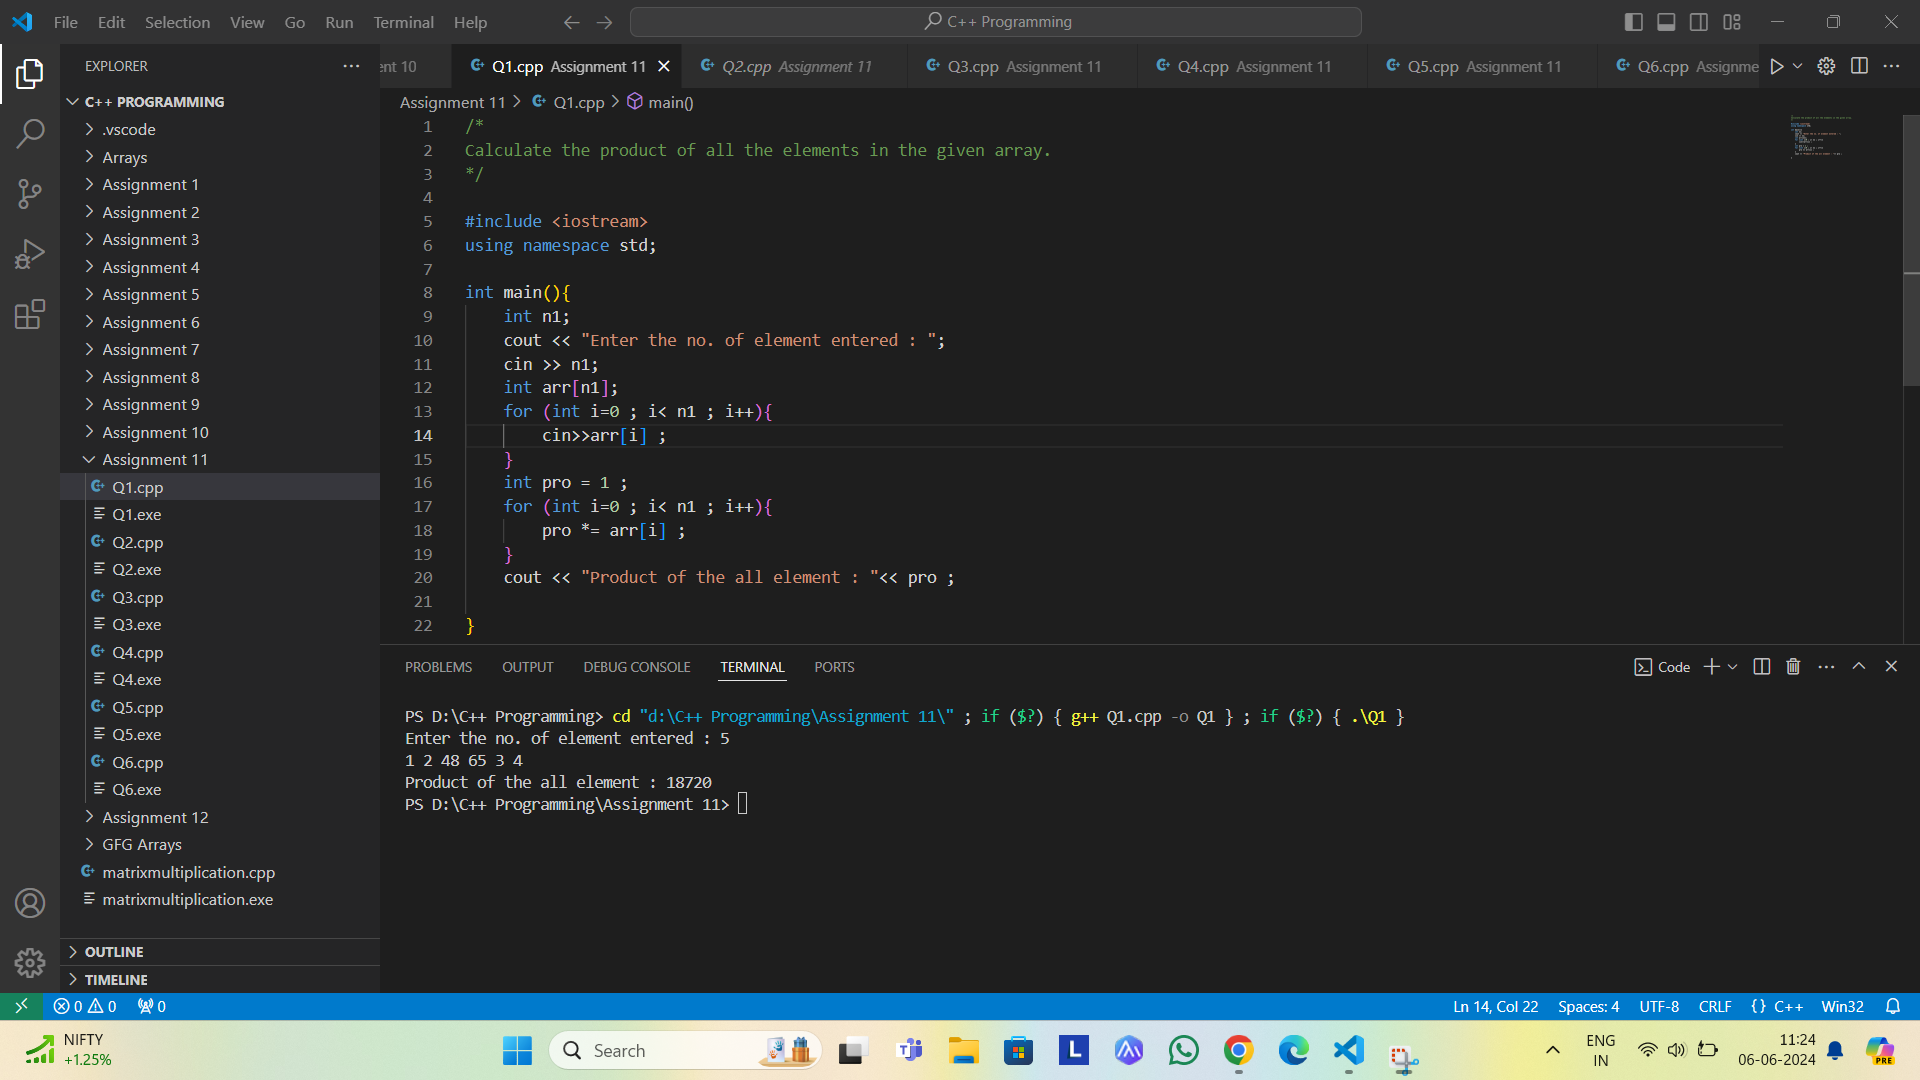 File Edit Selection View Go Run Terminal Help
C++ Programming
EXPLORER
ent 10
Q1.cpp Assignment 11
Q2.cpp Assignment 11
Q3.cpp Assignment 11
Q4.cpp Assignment 11
Q5.cpp Assignment 11
Q6.cpp Assignme
C++ PROGRAMMING
.vscode
Arrays
Assignment 1
Assignment 2
Assignment 3
Assignment 4
Assignment 5
Assignment 6
Assignment 7
Assignment 8
Assignment 9
Assignment 10
Assignment 11
Q1.cpp
Q1.exe
Q2.cpp
Q2.exe
Q3.cpp
Q3.exe
Q4.cpp
Q4.exe
Q5.cpp
Q5.exe
Q6.cpp
Q6.exe
Assignment 12
GFG Arrays
matrixmultiplication.cpp
matrixmultiplication.exe
OUTLINE
TIMELINE
Assignment 11 > Q1.cpp > main()
1 /*
2 Calculate the product of all the elements in the given array.
3 */
4
5 #include <iostream>
6 using namespace std;
7
8 int main(){
9 int n1;
10 cout << "Enter the no. of element entered : ";
11 cin >> n1;
12 int arr[n1];
13 for (int i=0 ; i< n1 ; i++){
14 cin>>arr[i] ;
15 }
16 int pro = 1 ;
17 for (int i=0 ; i< n1 ; i++){
18 pro *= arr[i] ;
19 }
20 cout << "Product of the all element : "<< pro ;
21
22 }
PROBLEMS OUTPUT DEBUG CONSOLE TERMINAL PORTS
Code
PS D:\C++ Programming> cd "d:\C++ Programming\Assignment 11\" ; if ($?) { g++ Q1.cpp -o Q1 } ; if ($?) { .\Q1 }
Enter the no. of element entered : 5
1 2 48 65 3 4
Product of the all element : 18720
PS D:\C++ Programming\Assignment 11>
0 0 0
Ln 14, Col 22 Spaces: 4 UTF-8 CRLF {} C++ Win32
NIFTY
+1.25%
Search
L
PRE
ENG
IN
11:24
06-06-2024